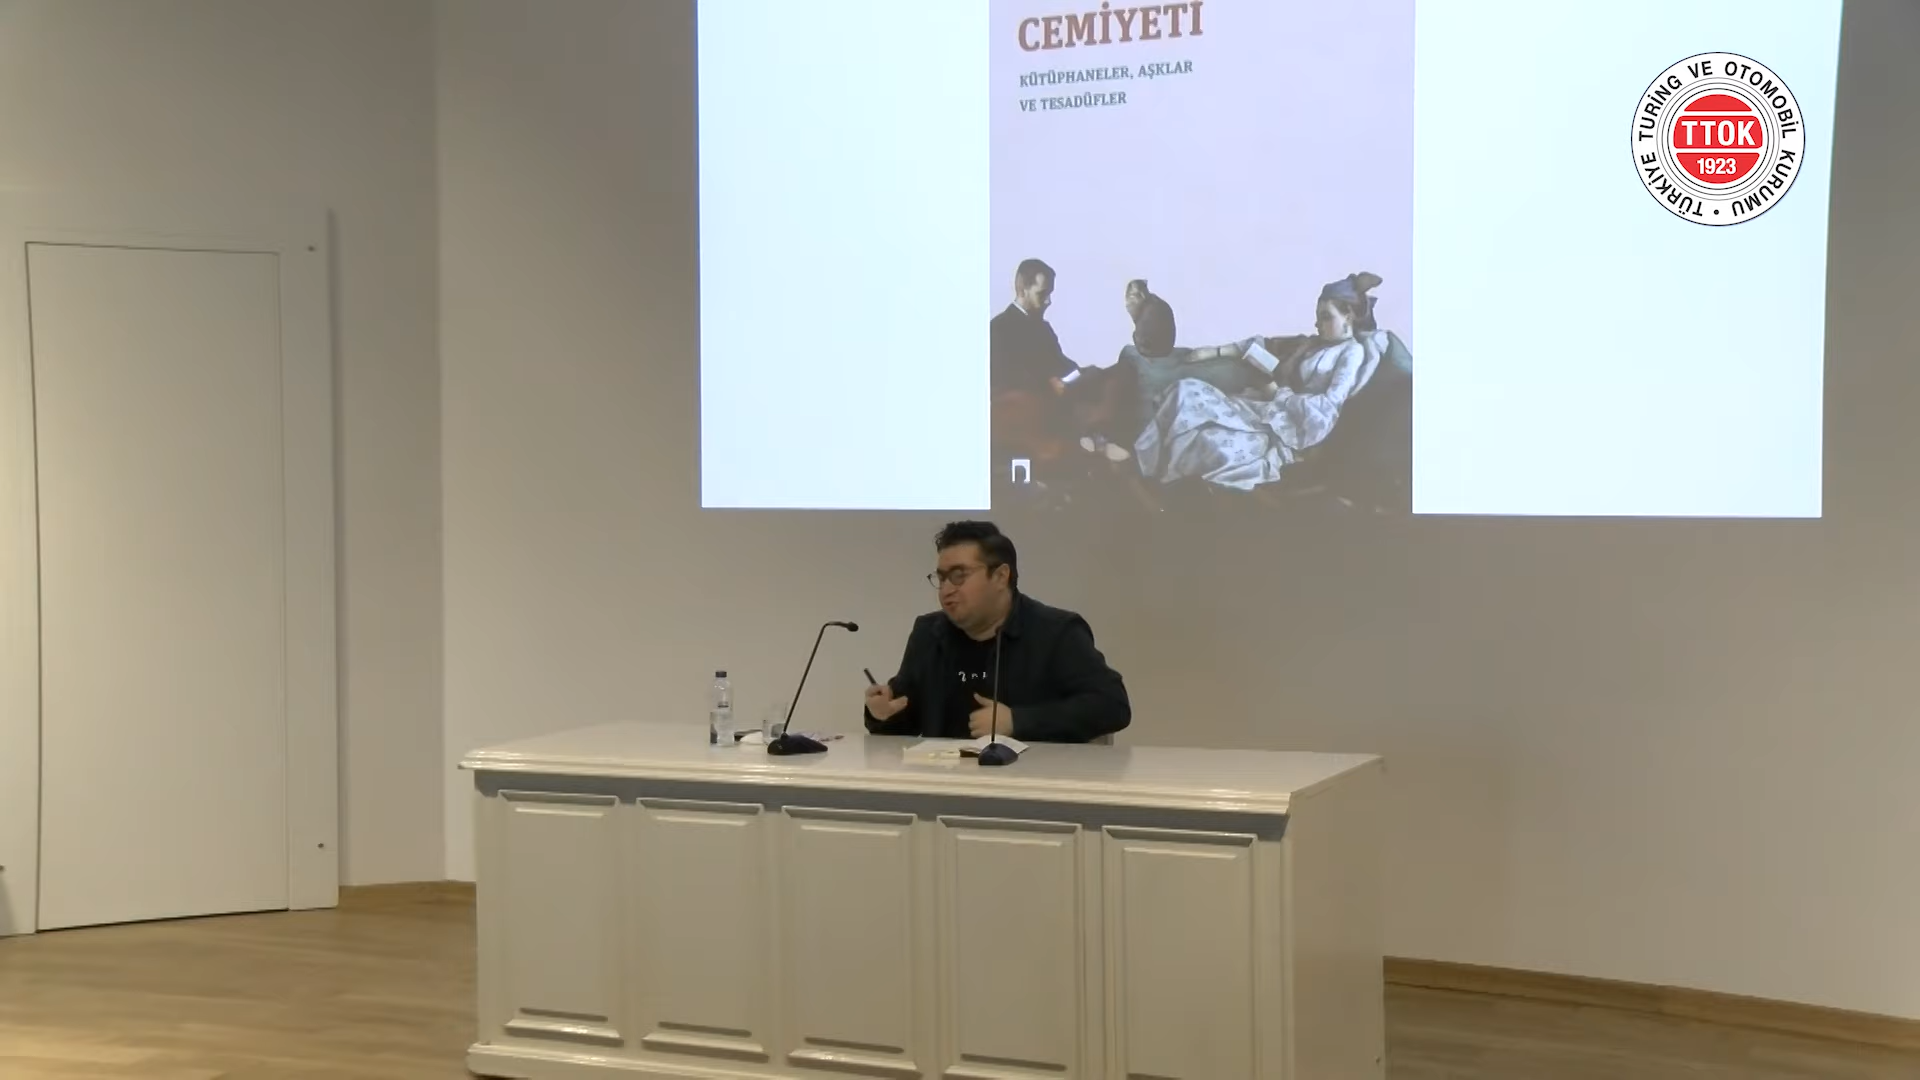 CEMİYETİ
KÜTÜPHANELER, AŞKLAR
VE TESADÜFLER
TÜRKİYE TURİNG VE OTOMOBİL KURUMU
TTOK
1923